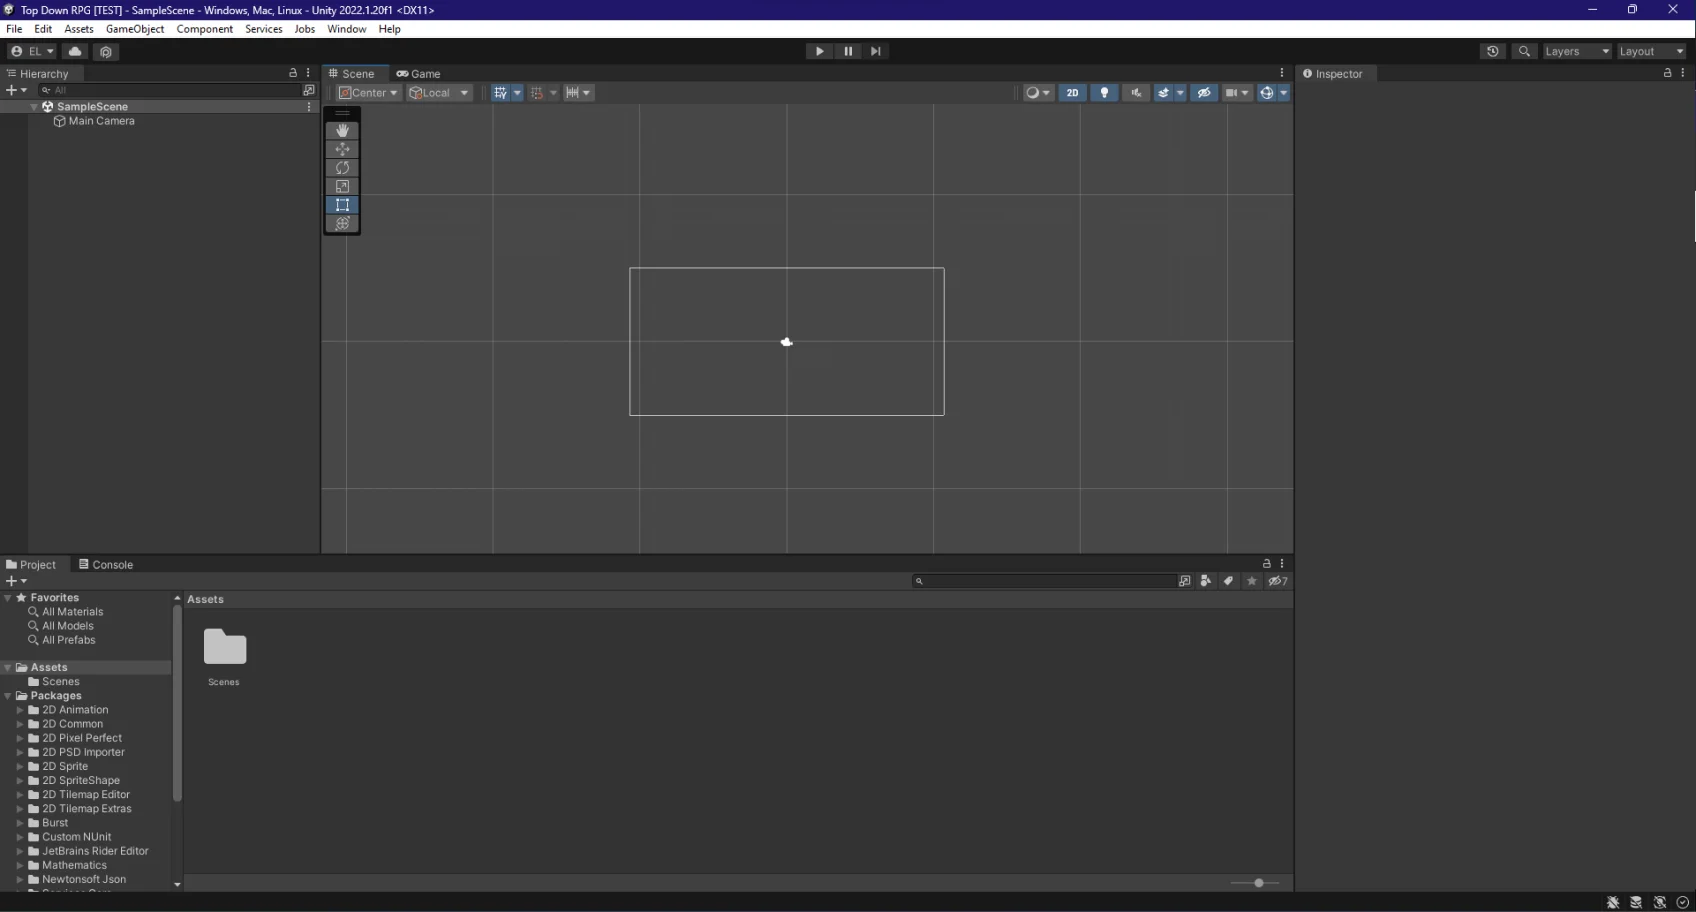 Top Down RPG [TEST] - SampleScene - Windows, Mac, Linux - Unity 2022.1.20f1 <DX11>
File Edit Assets GameObject Component Services Jobs Window Help
EL Layers Layout
Hierarchy
All
SampleScene
Main Camera
Scene Game
Center Local 2D
Inspector
Project Console
7
Favorites
All Materials
All Models
All Prefabs
Assets
Scenes
Packages
2D Animation
2D Common
2D Pixel Perfect
2D PSD Importer
2D Sprite
2D SpriteShape
2D Tilemap Editor
2D Tilemap Extras
Burst
Custom NUnit
JetBrains Rider Editor
Mathematics
Newtonsoft Json
Assets
Scenes